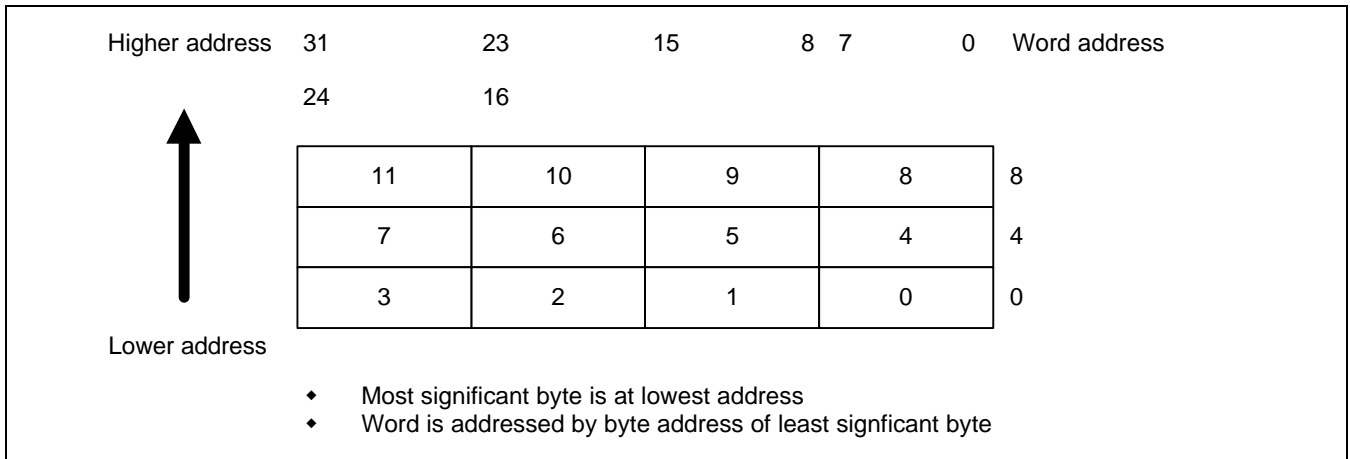 Higher address 31 23 15 8 7 0 Word address
24 16
11 10 9 8 8
7 6 5 4 4
3 2 1 0 0
Lower address
◆ Most significant byte is at lowest address
◆ Word is addressed by byte address of least signficant byte